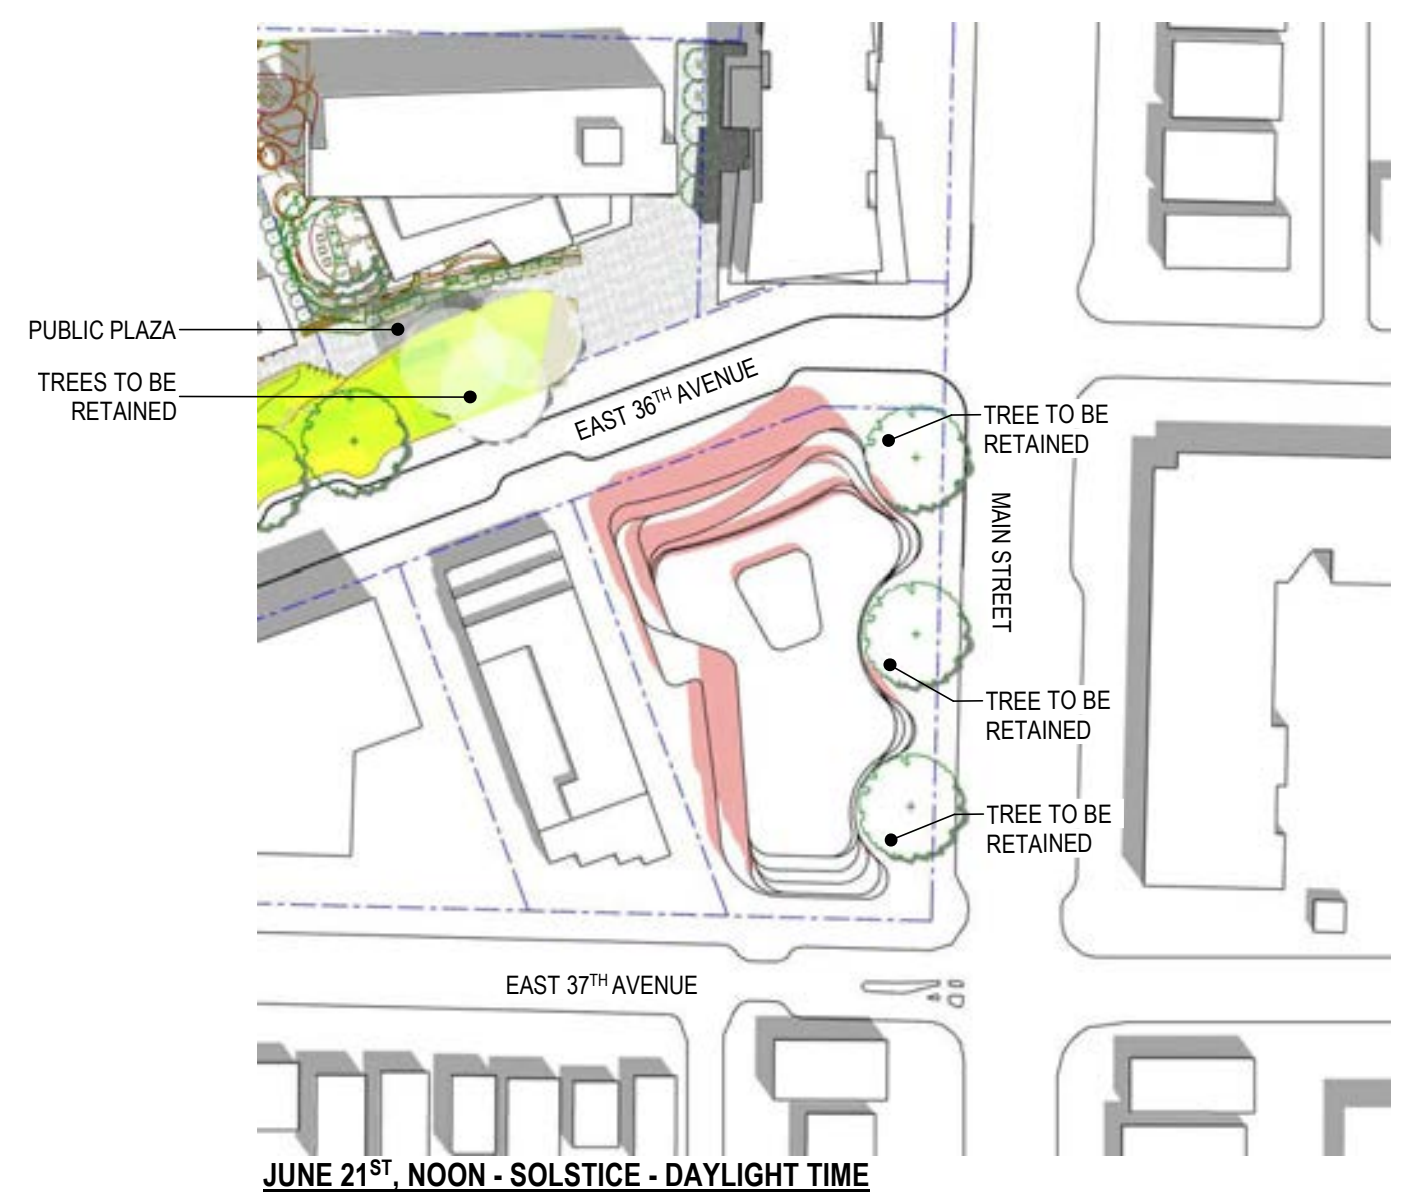 PUBLIC PLAZA
TREES TO BE
RETAINED
EAST 36TH AVENUE
TREE TO BE
RETAINED
MAIN STREET
TREE TO BE
RETAINED
TREE TO BE
RETAINED
EAST 37TH AVENUE
JUNE 21ST, NOON - SOLSTICE - DAYLIGHT TIME